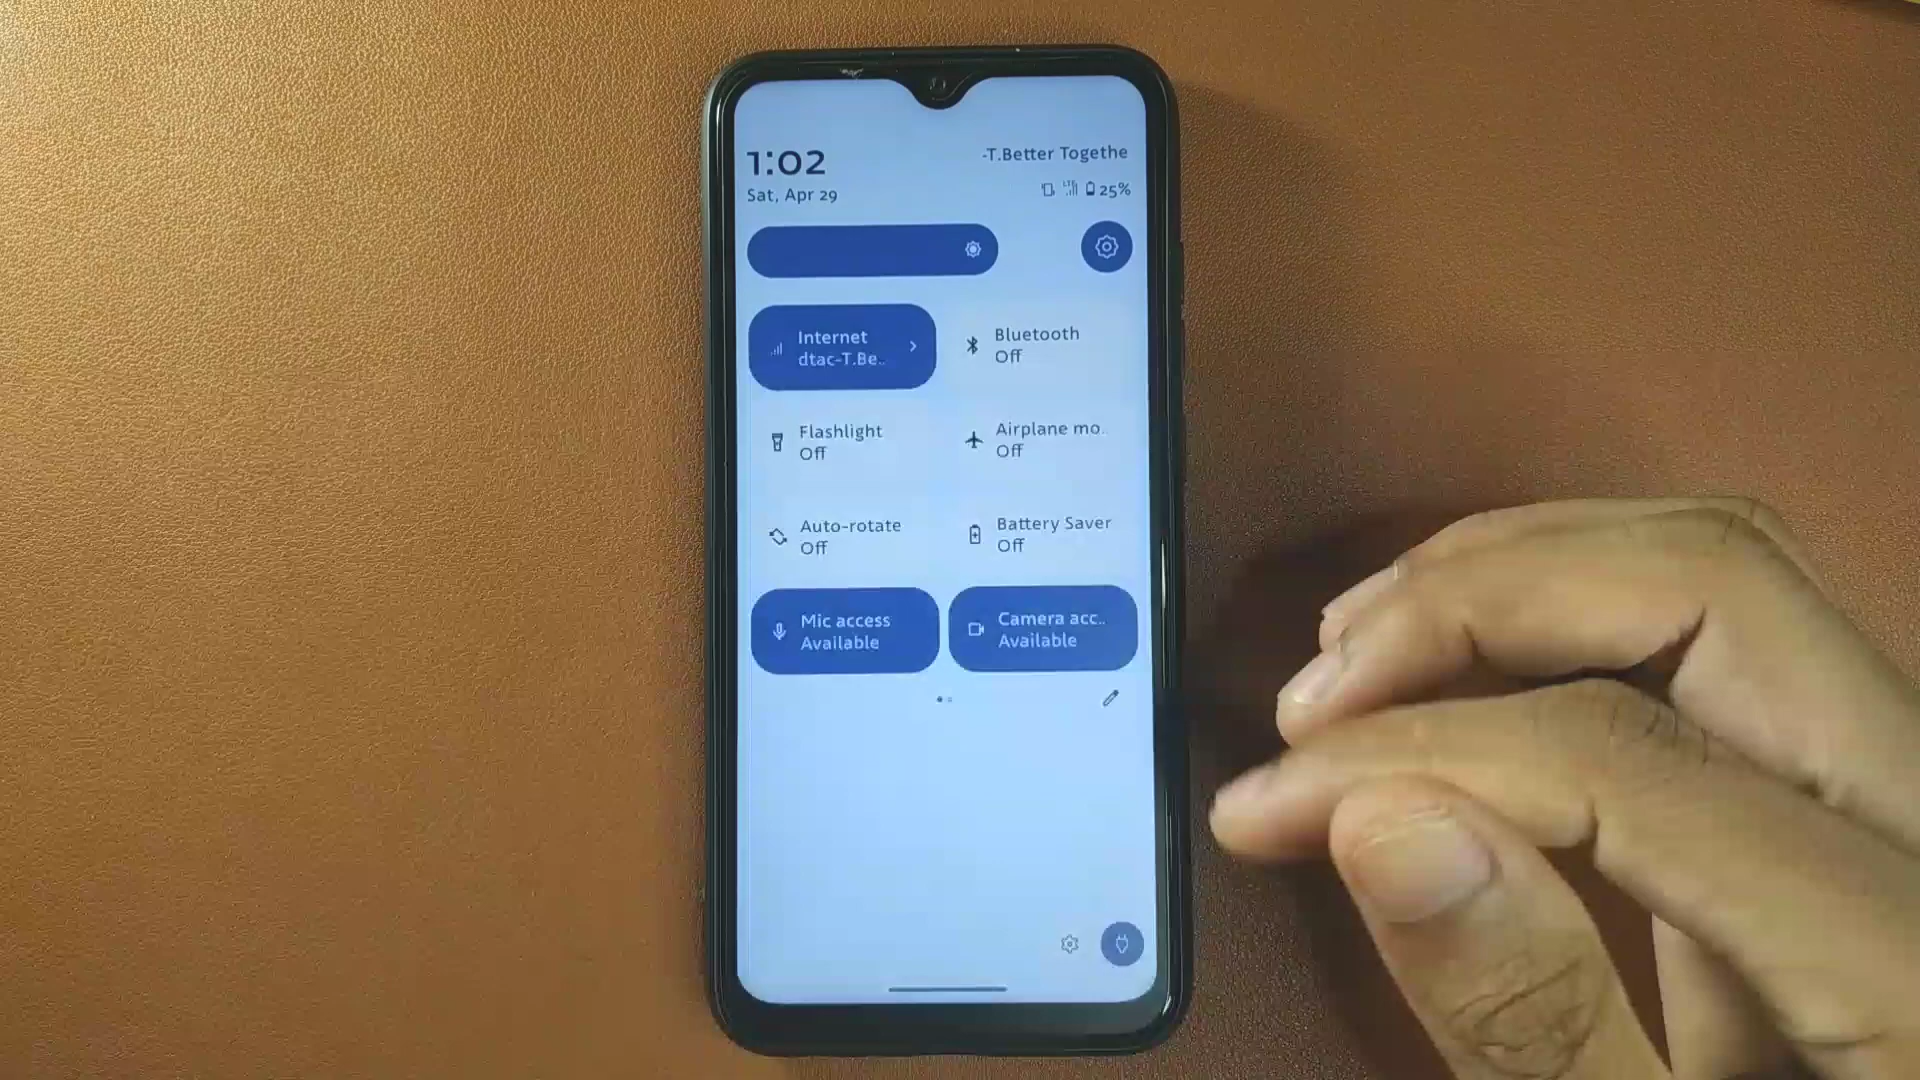 1:02
-T.Better Togethe
Sat, Apr 29
LTE 25%
Internet
dtac-T.Be..
Bluetooth
Off
Flashlight
Off
Airplane mo..
Off
Auto-rotate
Off
Battery Saver
Off
Mic access
Available
Camera acc..
Available